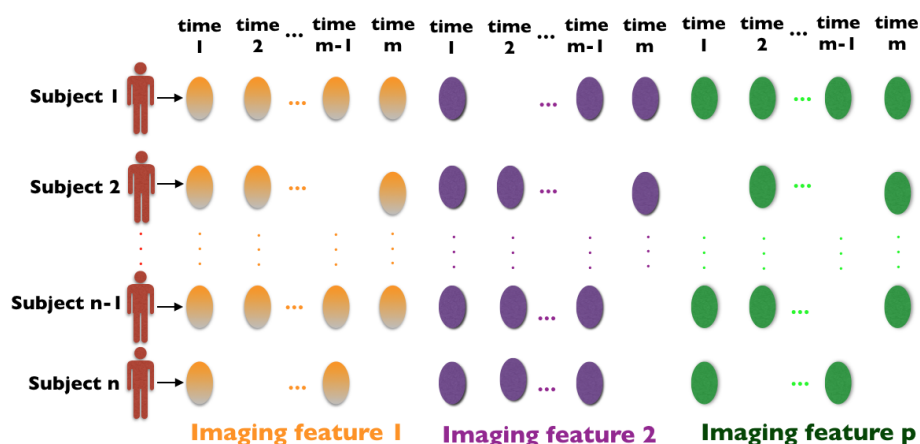 time time ... time time time time ... time time time time ... time time
1 2 m-1 m 1 2 m-1 m 1 2 m-1 m
Subject 1 ... ... ...
Subject 2 ... ... ...
Subject n-1 ... ... ...
Subject n ... ... ...
Imaging feature 1 Imaging feature 2 Imaging feature p